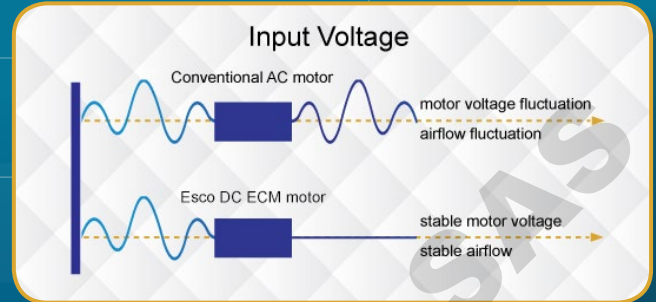 Input Voltage
Conventional AC motor
motor voltage fluctuation
airflow fluctuation
Esco DC ECM motor
stable motor voltage
stable airflow
SAS